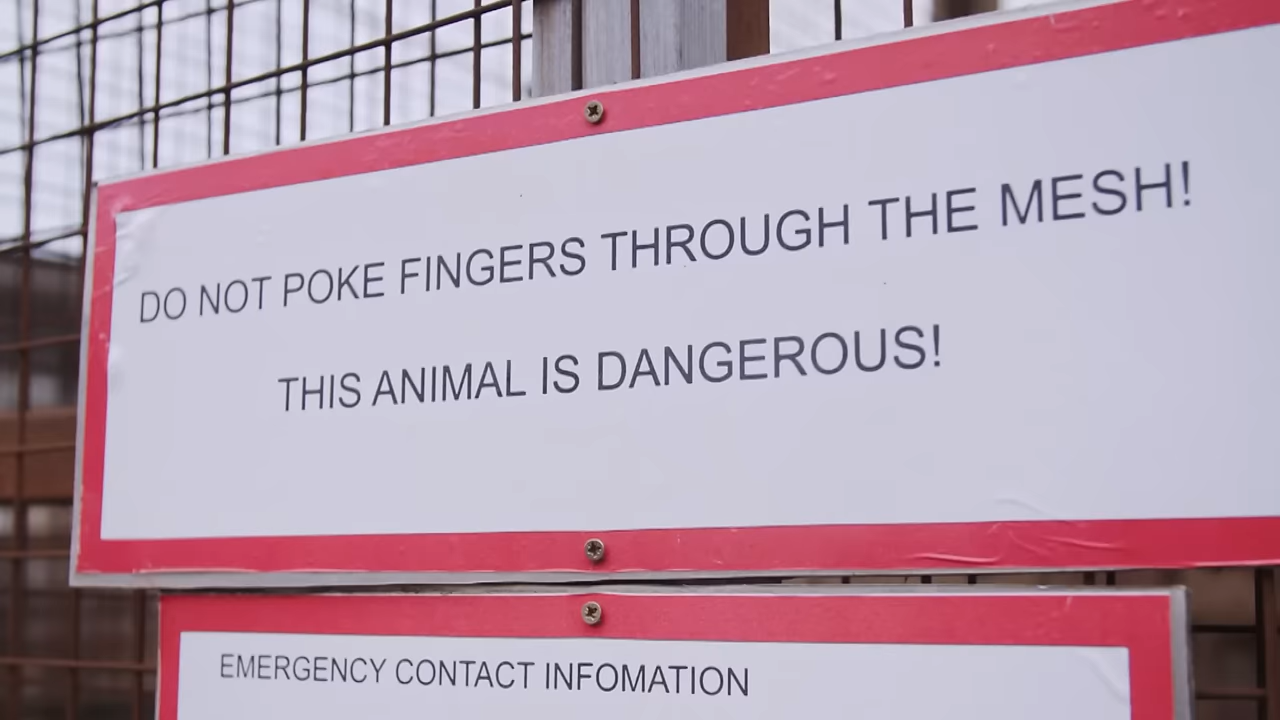 DO NOT POKE FINGERS THROUGH THE MESH!
THIS ANIMAL IS DANGEROUS!
EMERGENCY CONTACT INFOMATION